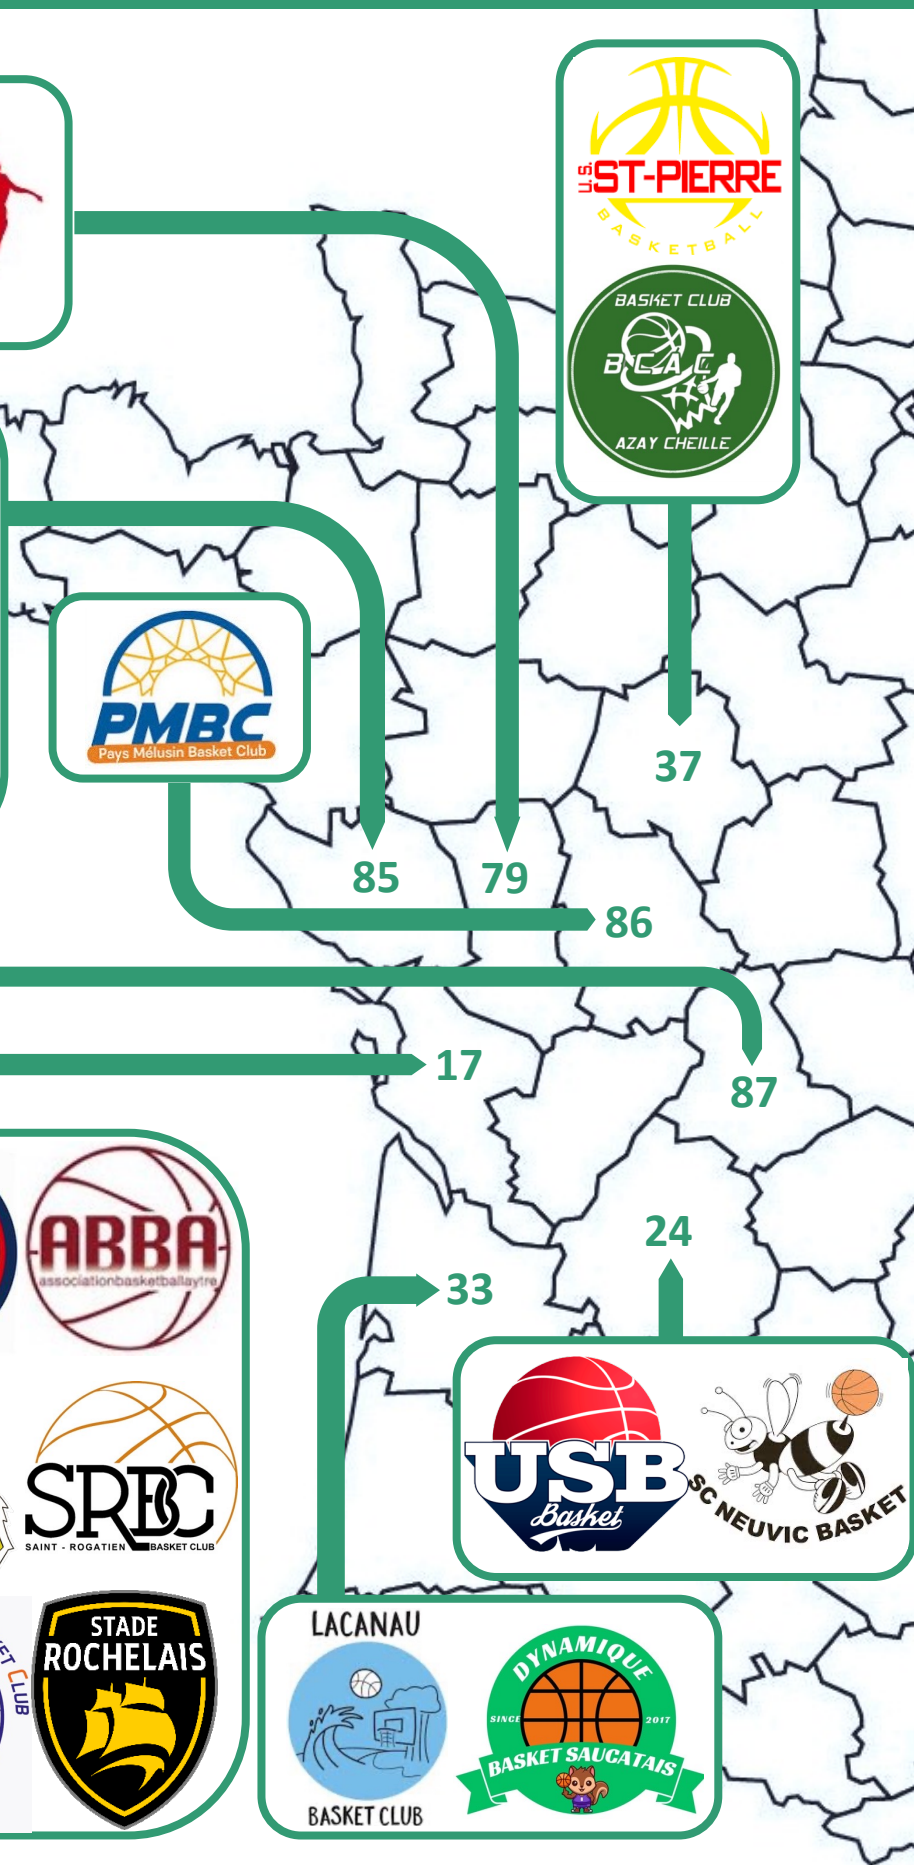 U.S.
ST-PIERRE
BASKETBALL
BASKET CLUB
B.C.A.C
AZAY CHEILLE
PMBC
Pays Mélusin Basket Club
37
85
79
86
17
87
24
33
ABBA
associationbasketballaytre
SRBC
SAINT - ROGATIEN BASKET CLUB
STADE
ROCHELAIS
CLUB
USB
Basket
SC NEUVIC BASKET
LACANAU
BASKET CLUB
DYNAMIQUE
SINCE 2017
BASKET SAUCATAIS